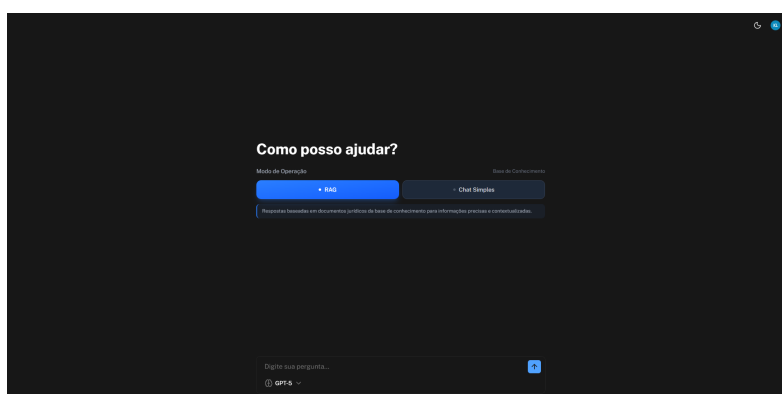 Como posso ajudar?
Modo de Operação
Base de Conhecimento
RAG
Chat Simples
Respostas baseadas em documentos jurídicos de base de conhecimento para informações precisas e contextualizadas.
Digite sua pergunta...
GPT-5